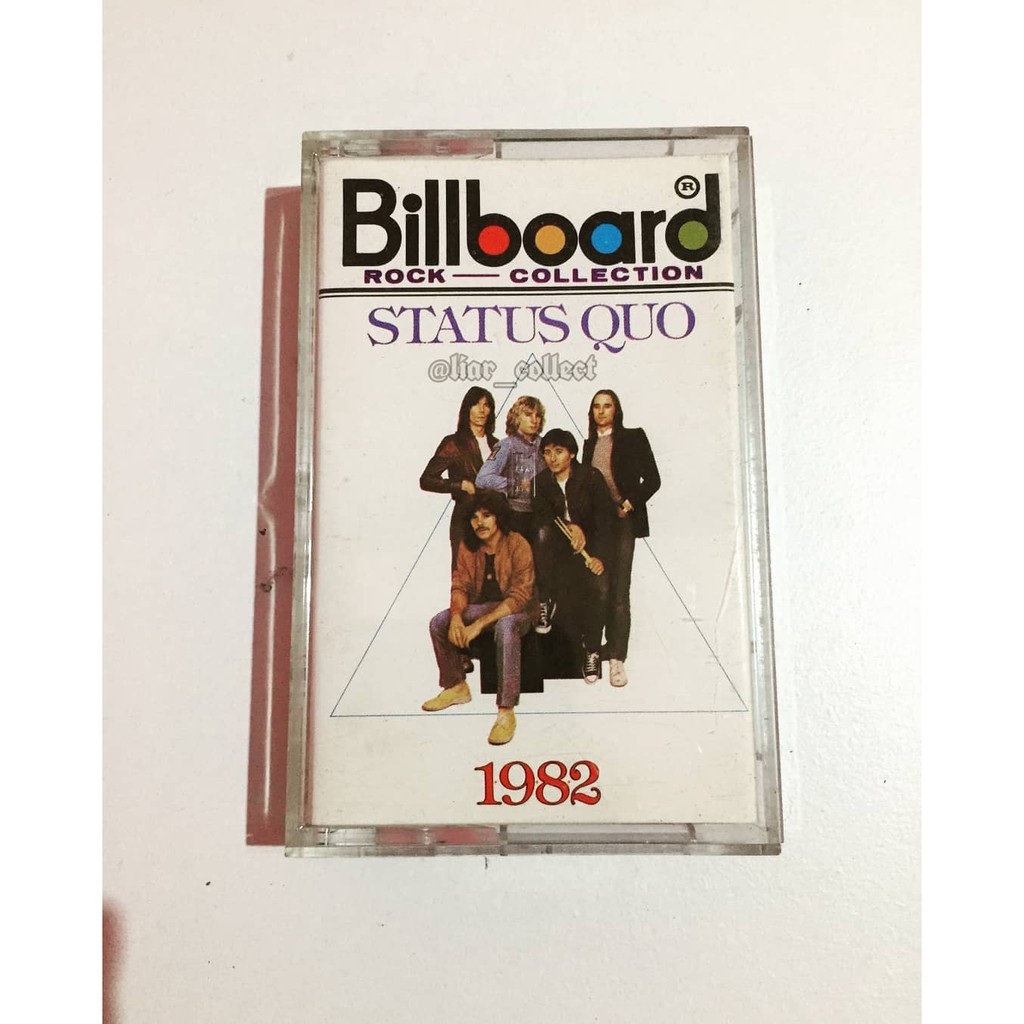 Billboard®
ROCK — COLLECTION
STATUS QUO
@liar_collect
1982